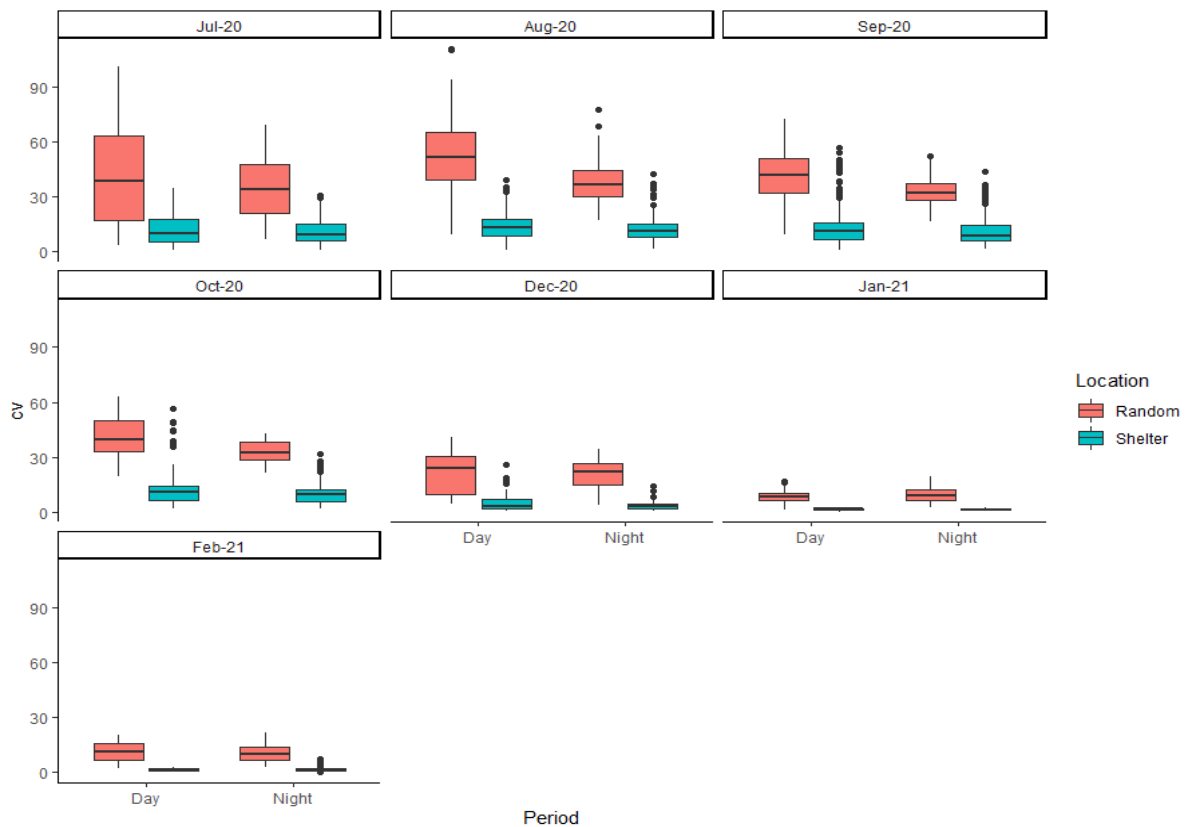 Jul-20 Aug-20 Sep-20
90
60
30
0
Oct-20 Dec-20 Jan-21
90
60
30
0
Day Night Day Night
Feb-21
90
60
30
0
Day Night
Period
cv
Location
Random
Shelter